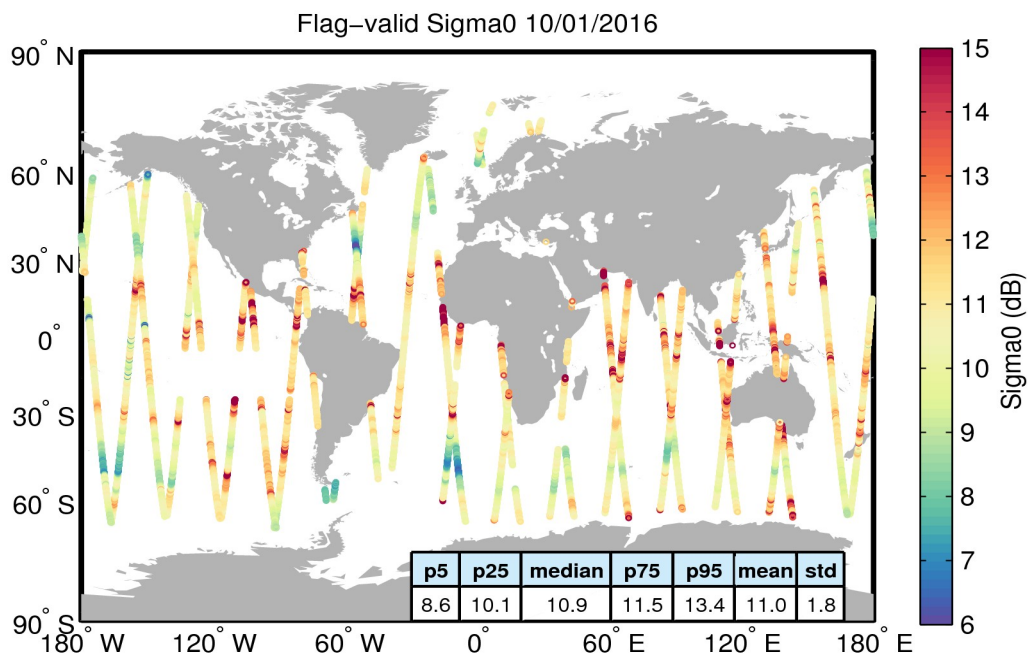 Flag−valid Sigma0 10/01/2016
90° N
60° N
30° N
0°
30° S
60° S
90° S
180° W
120° W
60° W
0°
60° E
120° E
180° E
p5 p25 median p75 p95 mean std
8.6 10.1 10.9 11.5 13.4 11.0 1.8
15
14
13
12
11
10
9
8
7
6
Sigma0 (dB)